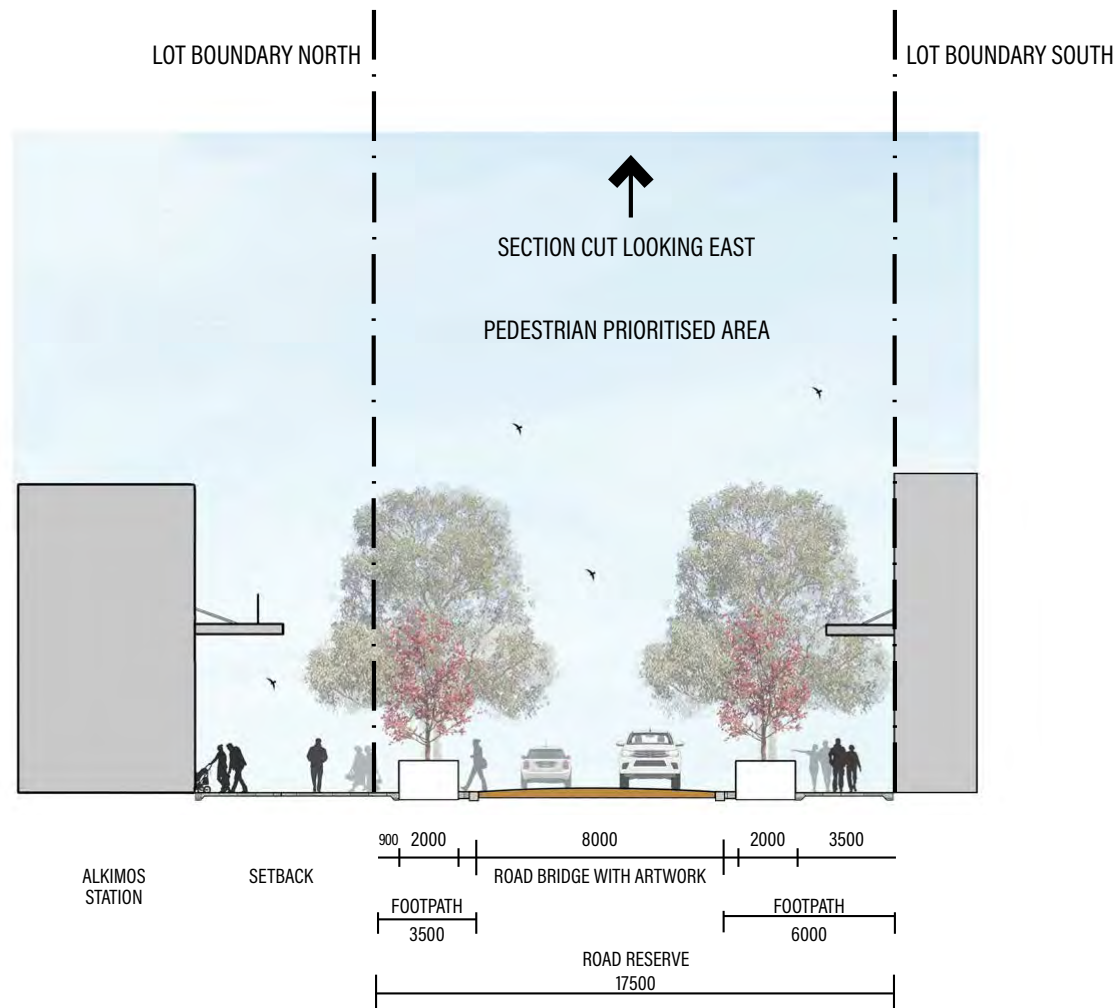 LOT BOUNDARY NORTH
LOT BOUNDARY SOUTH
SECTION CUT LOOKING EAST
PEDESTRIAN PRIORITISED AREA
900 2000 8000 2000 3500
ALKIMOS
STATION
SETBACK
ROAD BRIDGE WITH ARTWORK
FOOTPATH
3500
FOOTPATH
6000
ROAD RESERVE
17500